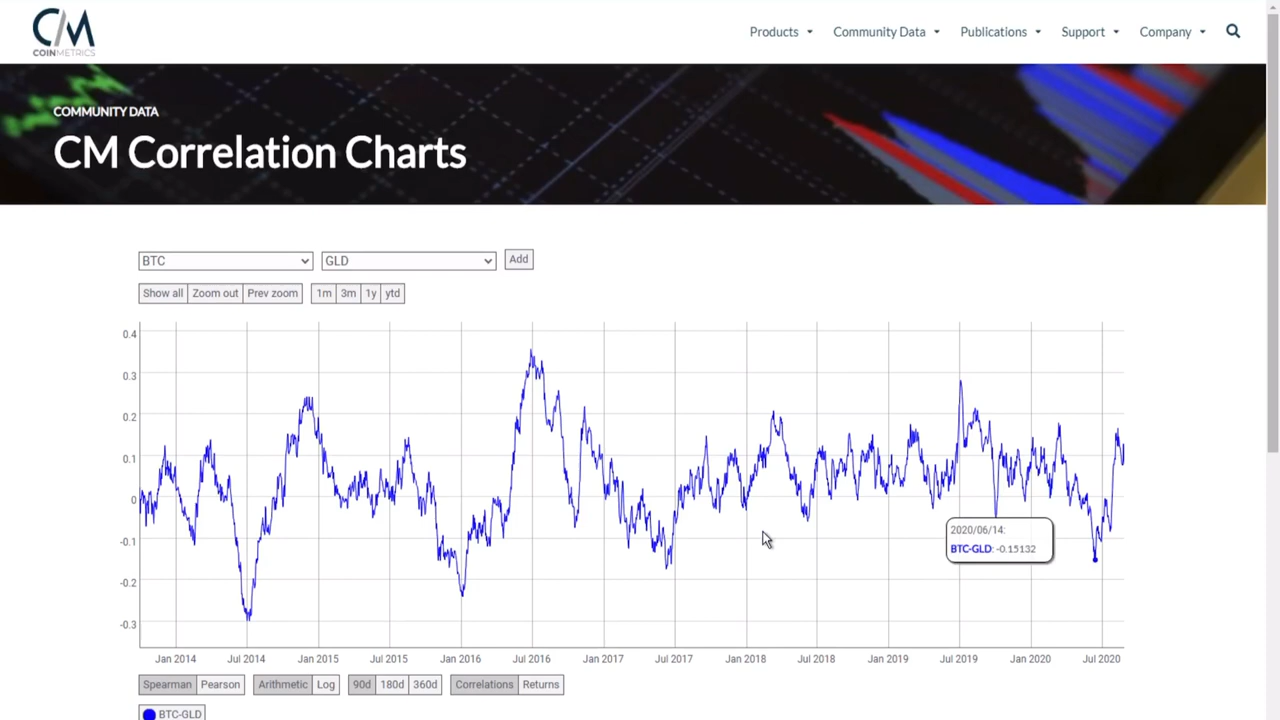 CM
COINMETRICS
Products Community Data Publications Support Company
COMMUNITY DATA
CM Correlation Charts
BTC GLD Add
Show all Zoom out Prev zoom 1m 3m 1y ytd
0.4
0.3
0.2
0.1
0
-0.1
-0.2
-0.3
2020/06/14:
BTC-GLD: -0.15132
Jan 2014 Jul 2014 Jan 2015 Jul 2015 Jan 2016 Jul 2016 Jan 2017 Jul 2017 Jan 2018 Jul 2018 Jan 2019 Jul 2019 Jan 2020 Jul 2020
Spearman Pearson Arithmetic Log 90d 180d 360d Correlations Returns
BTC-GLD